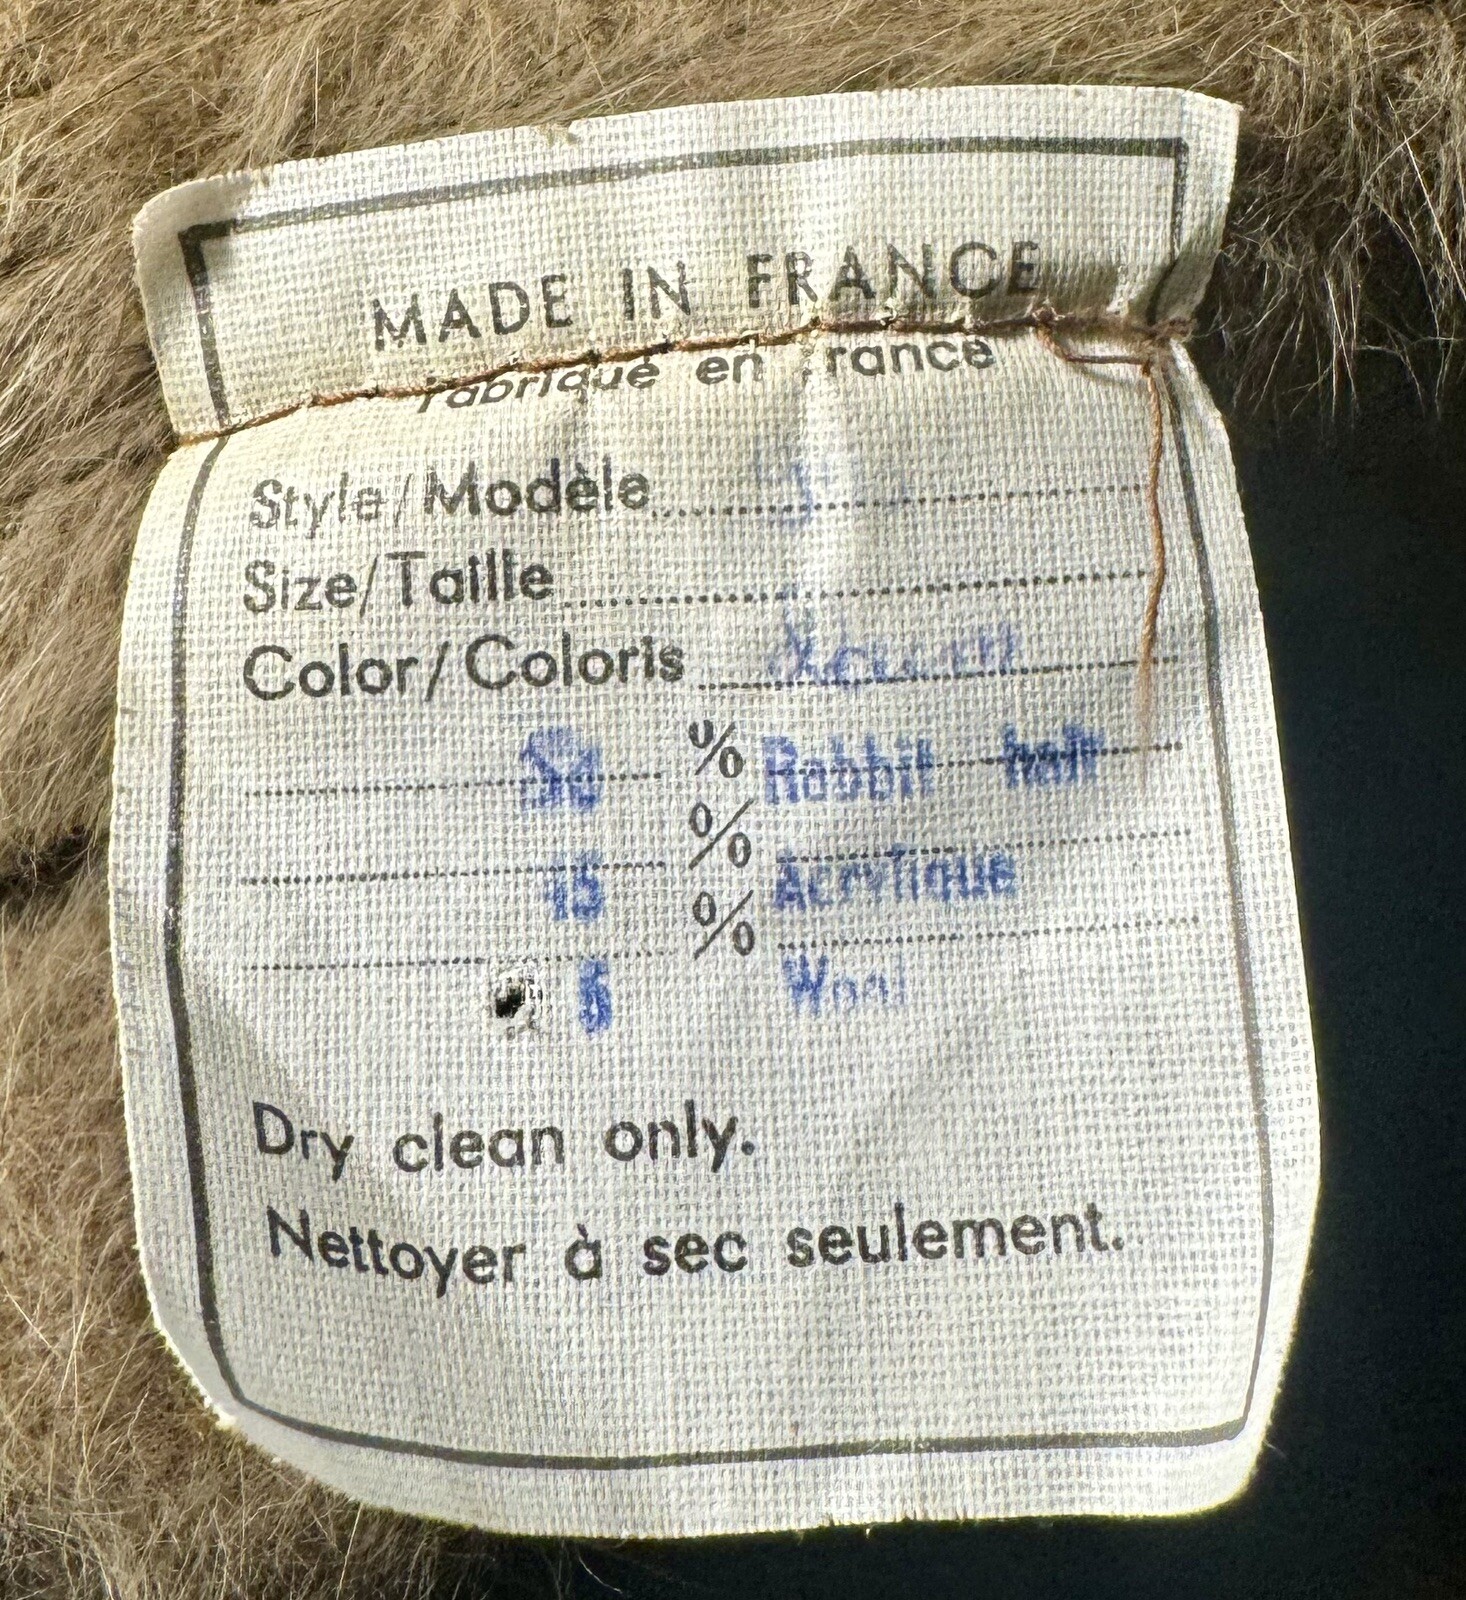 MADE IN FRANCE
Fabriqué en France
Style/Modèle
Size/Taille
Color/Coloris
% Rabbit hair
% Acrylique
5 % Wool
Dry clean only.
Nettoyer à sec seulement.